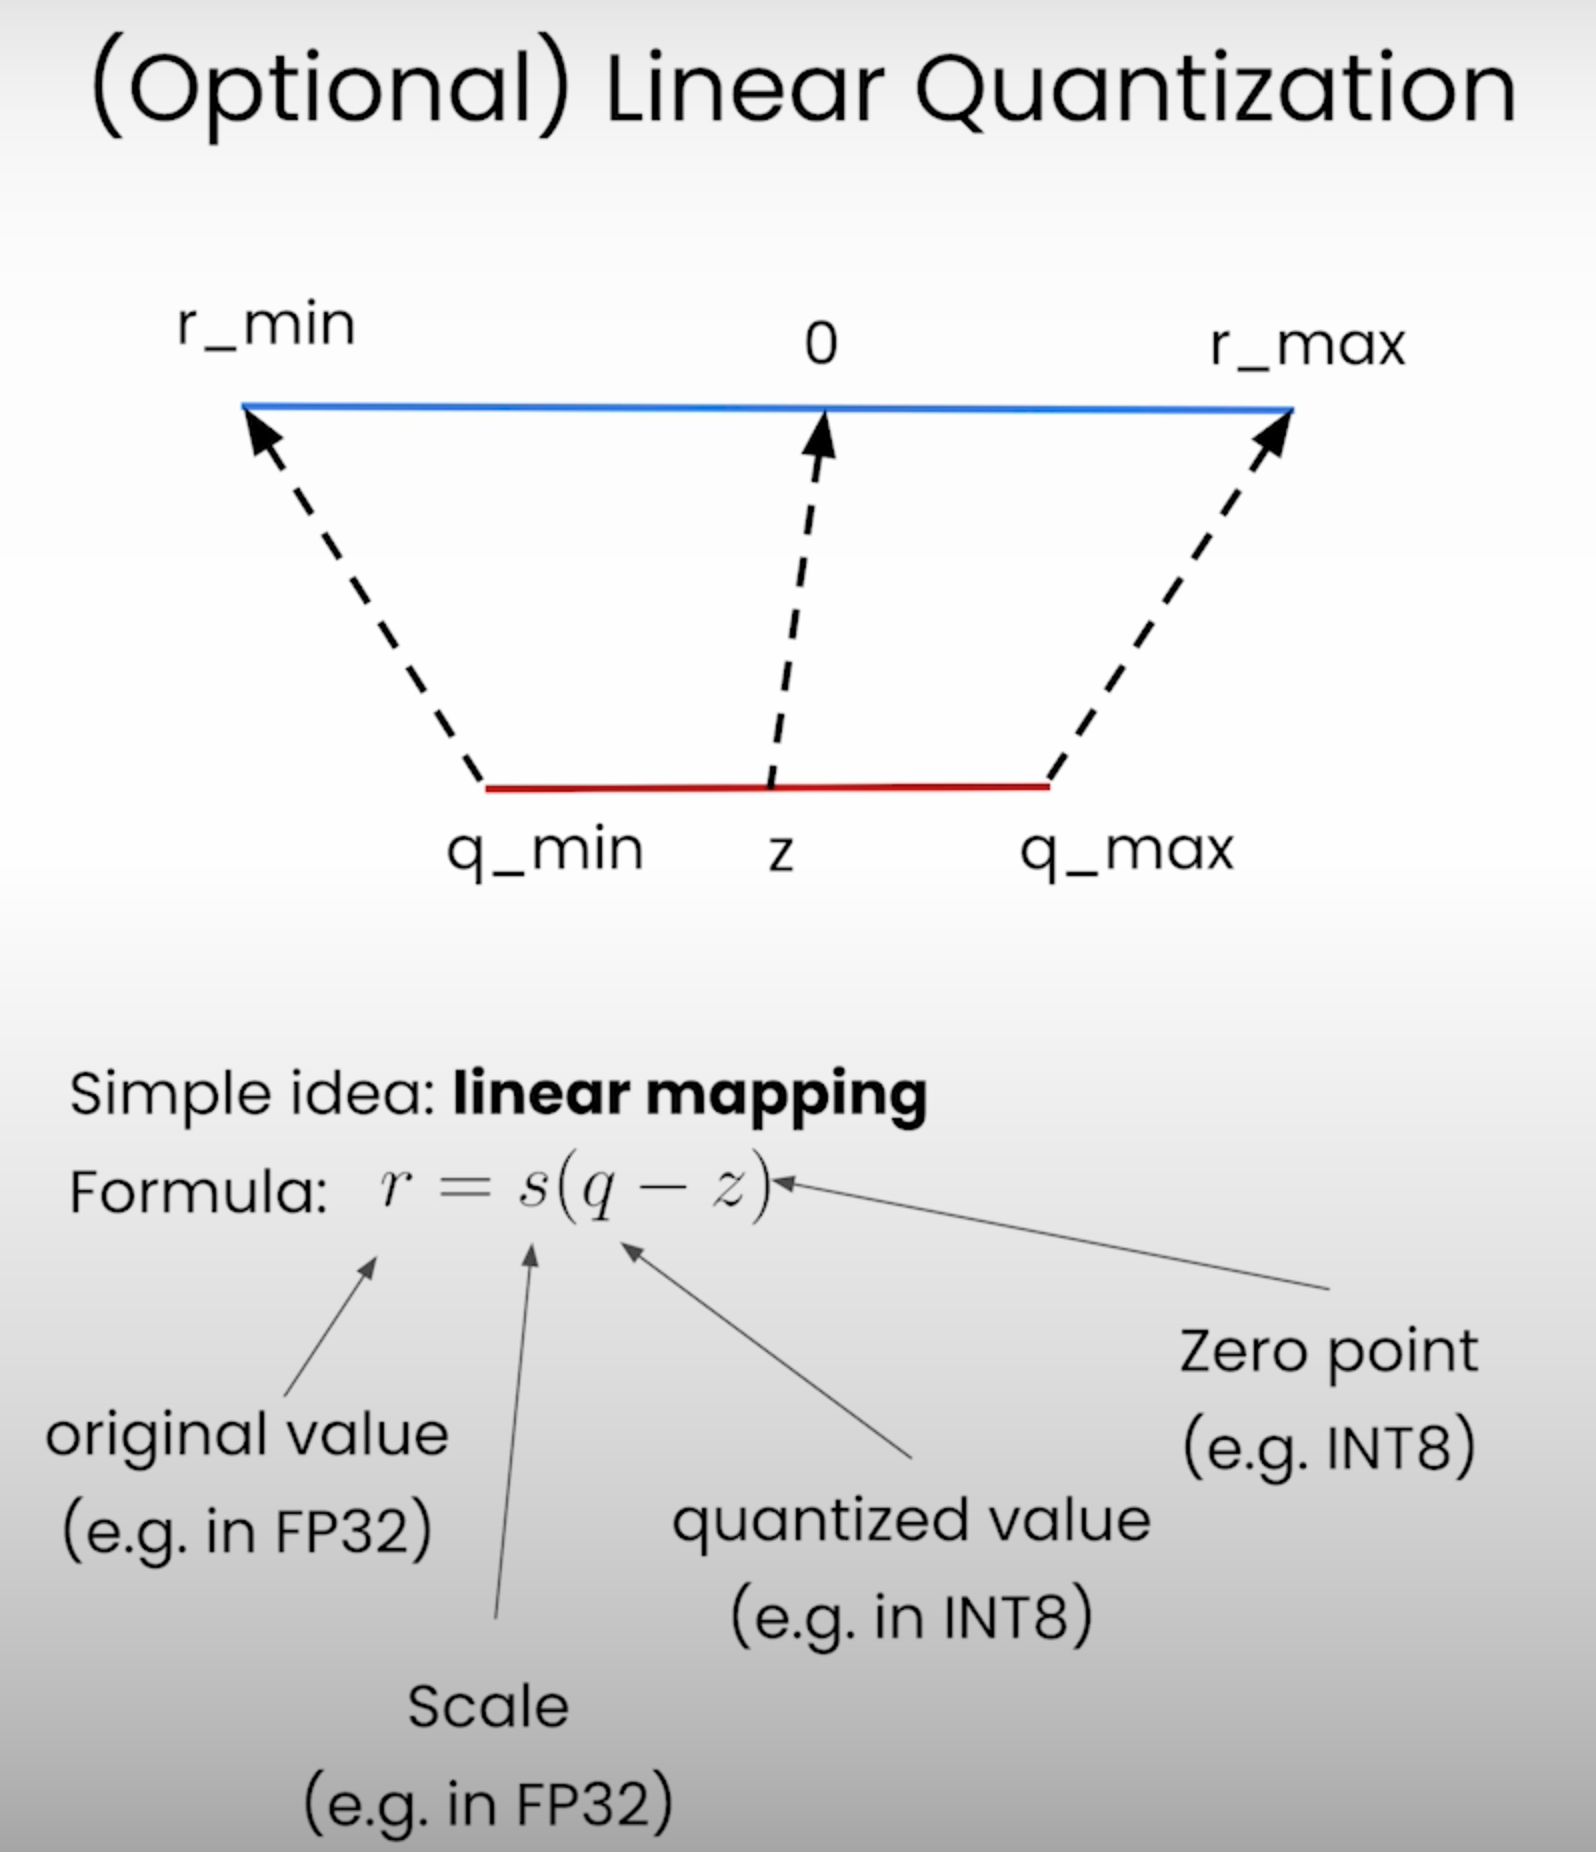 (Optional) Linear Quantization
r_min 0 r_max
q_min z q_max
Simple idea: linear mapping
Formula: r = s(q − z)
Zero point
(e.g. INT8)
original value
(e.g. in FP32)
quantized value
(e.g. in INT8)
Scale
(e.g. in FP32)